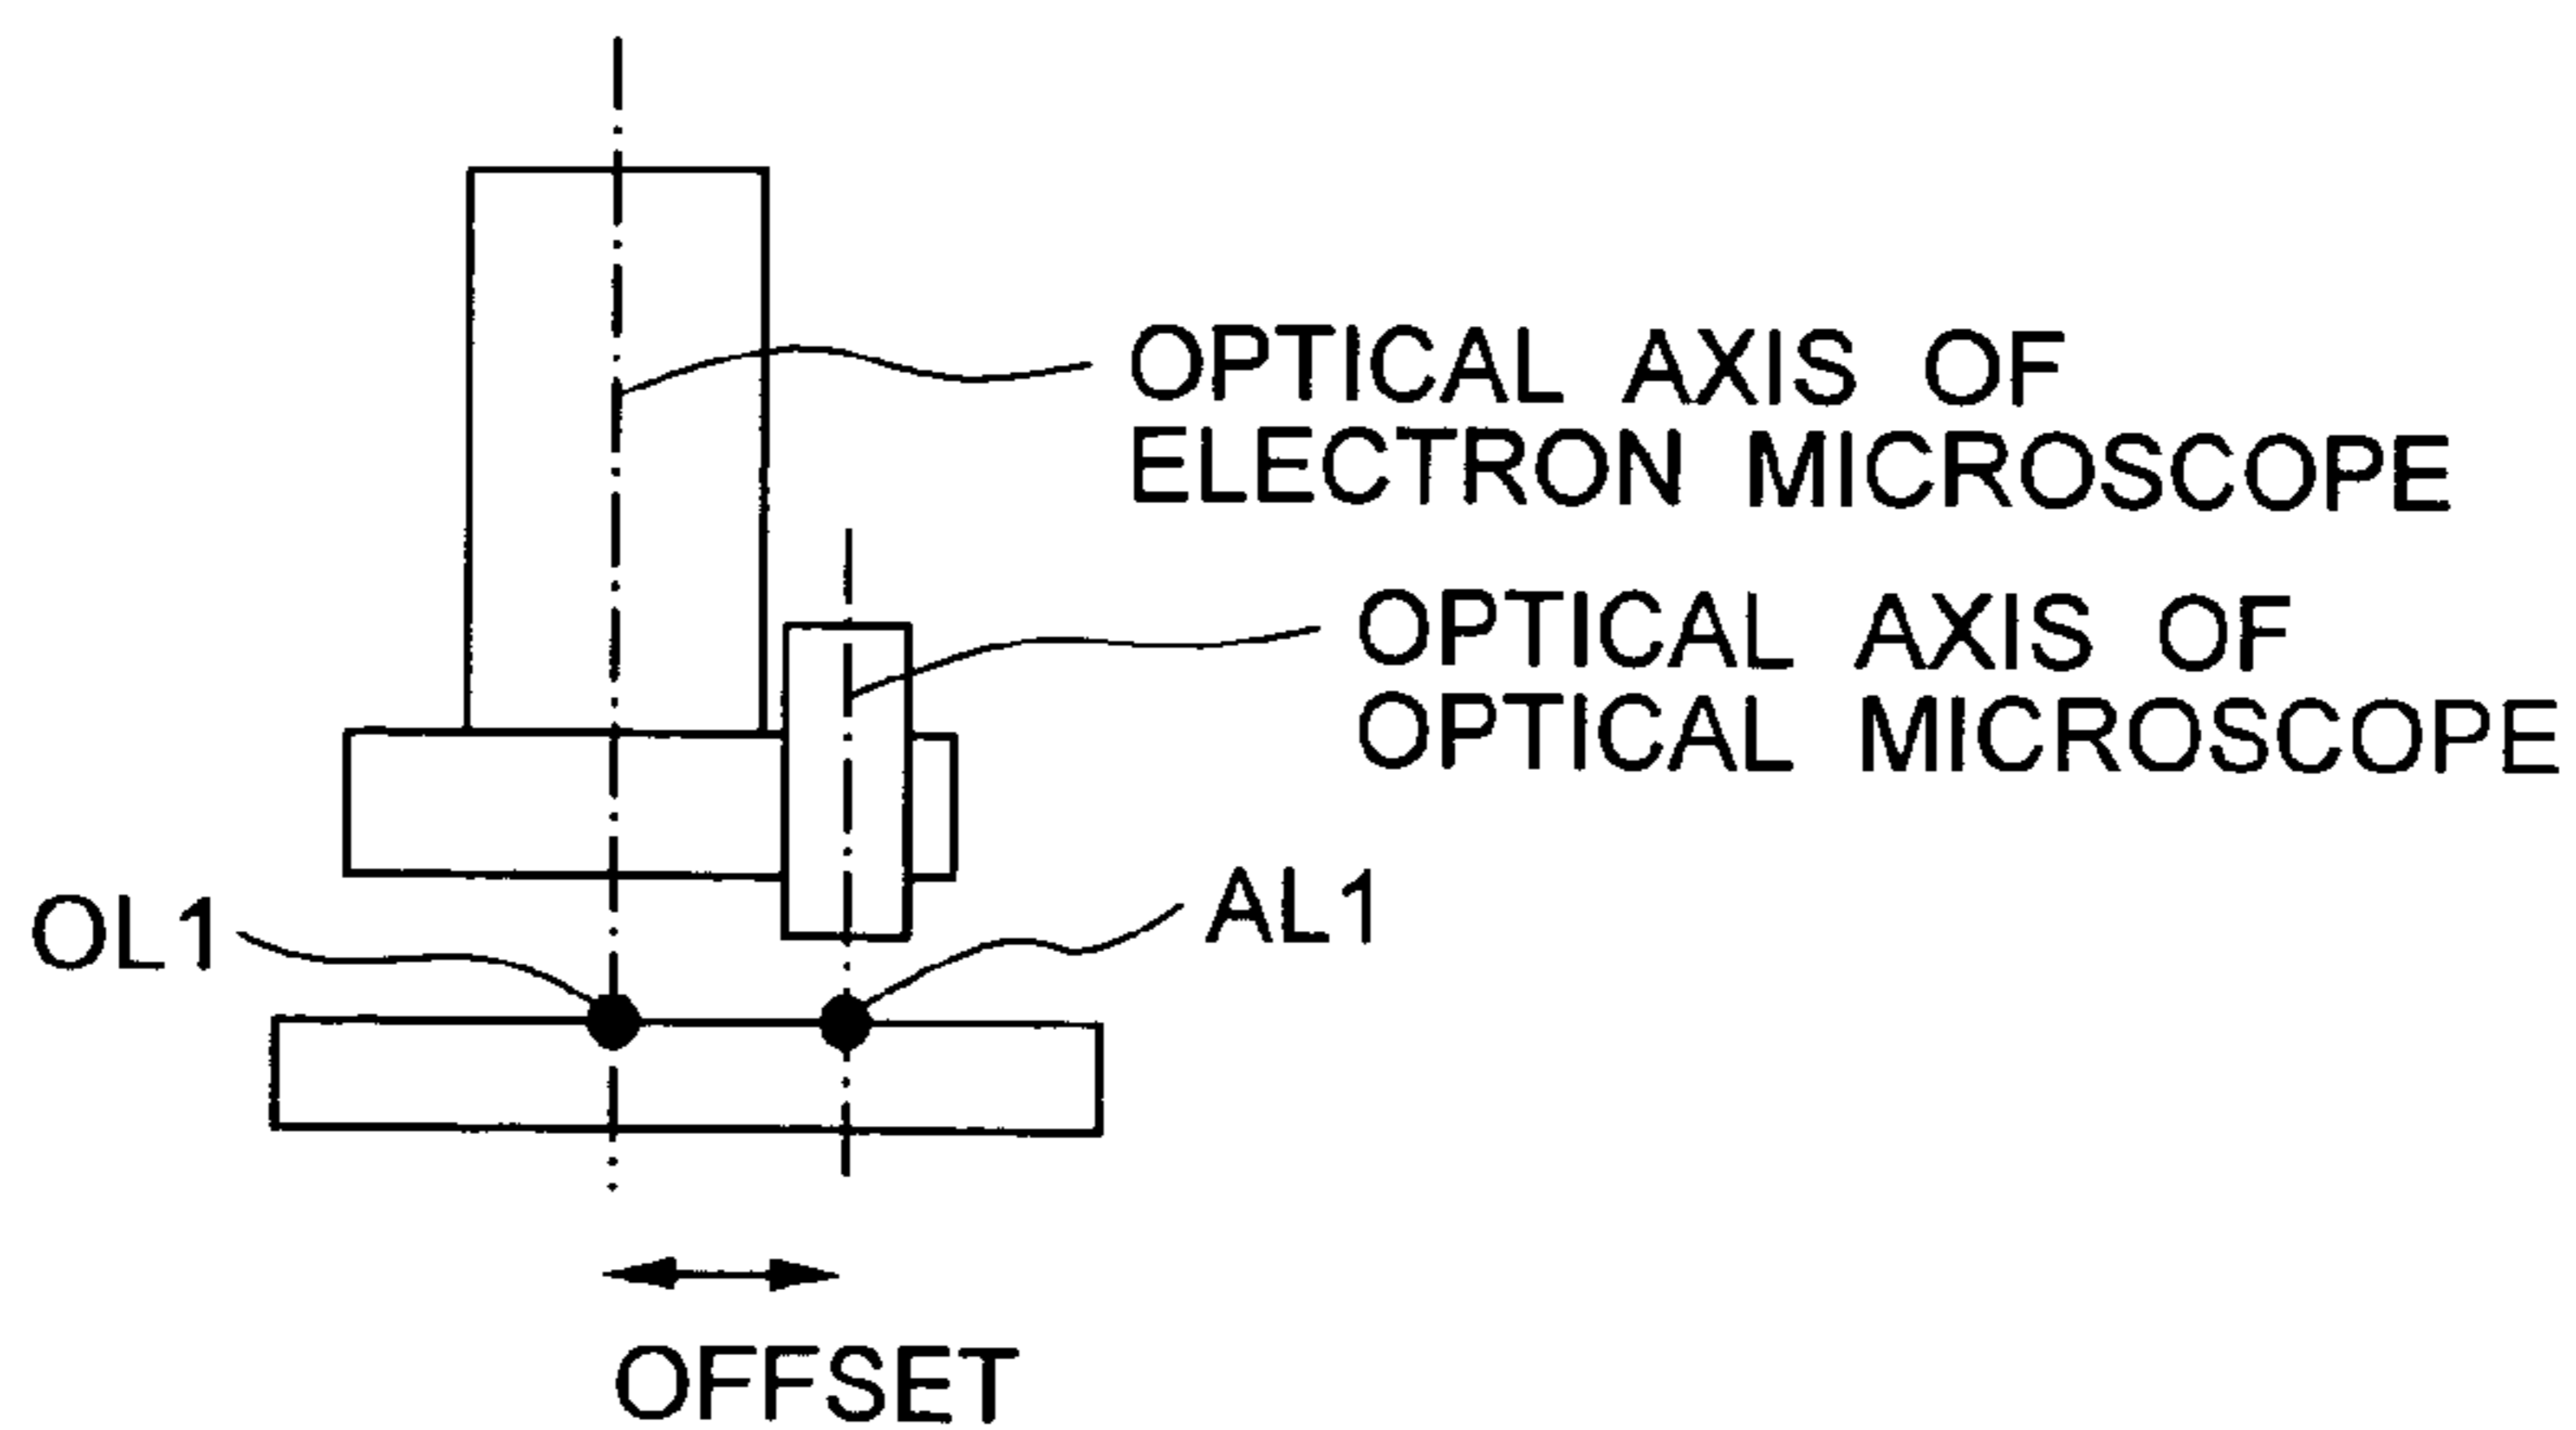 OPTICAL AXIS OF
ELECTRON MICROSCOPE
OPTICAL AXIS OF
OPTICAL MICROSCOPE
OL1
AL1
OFFSET